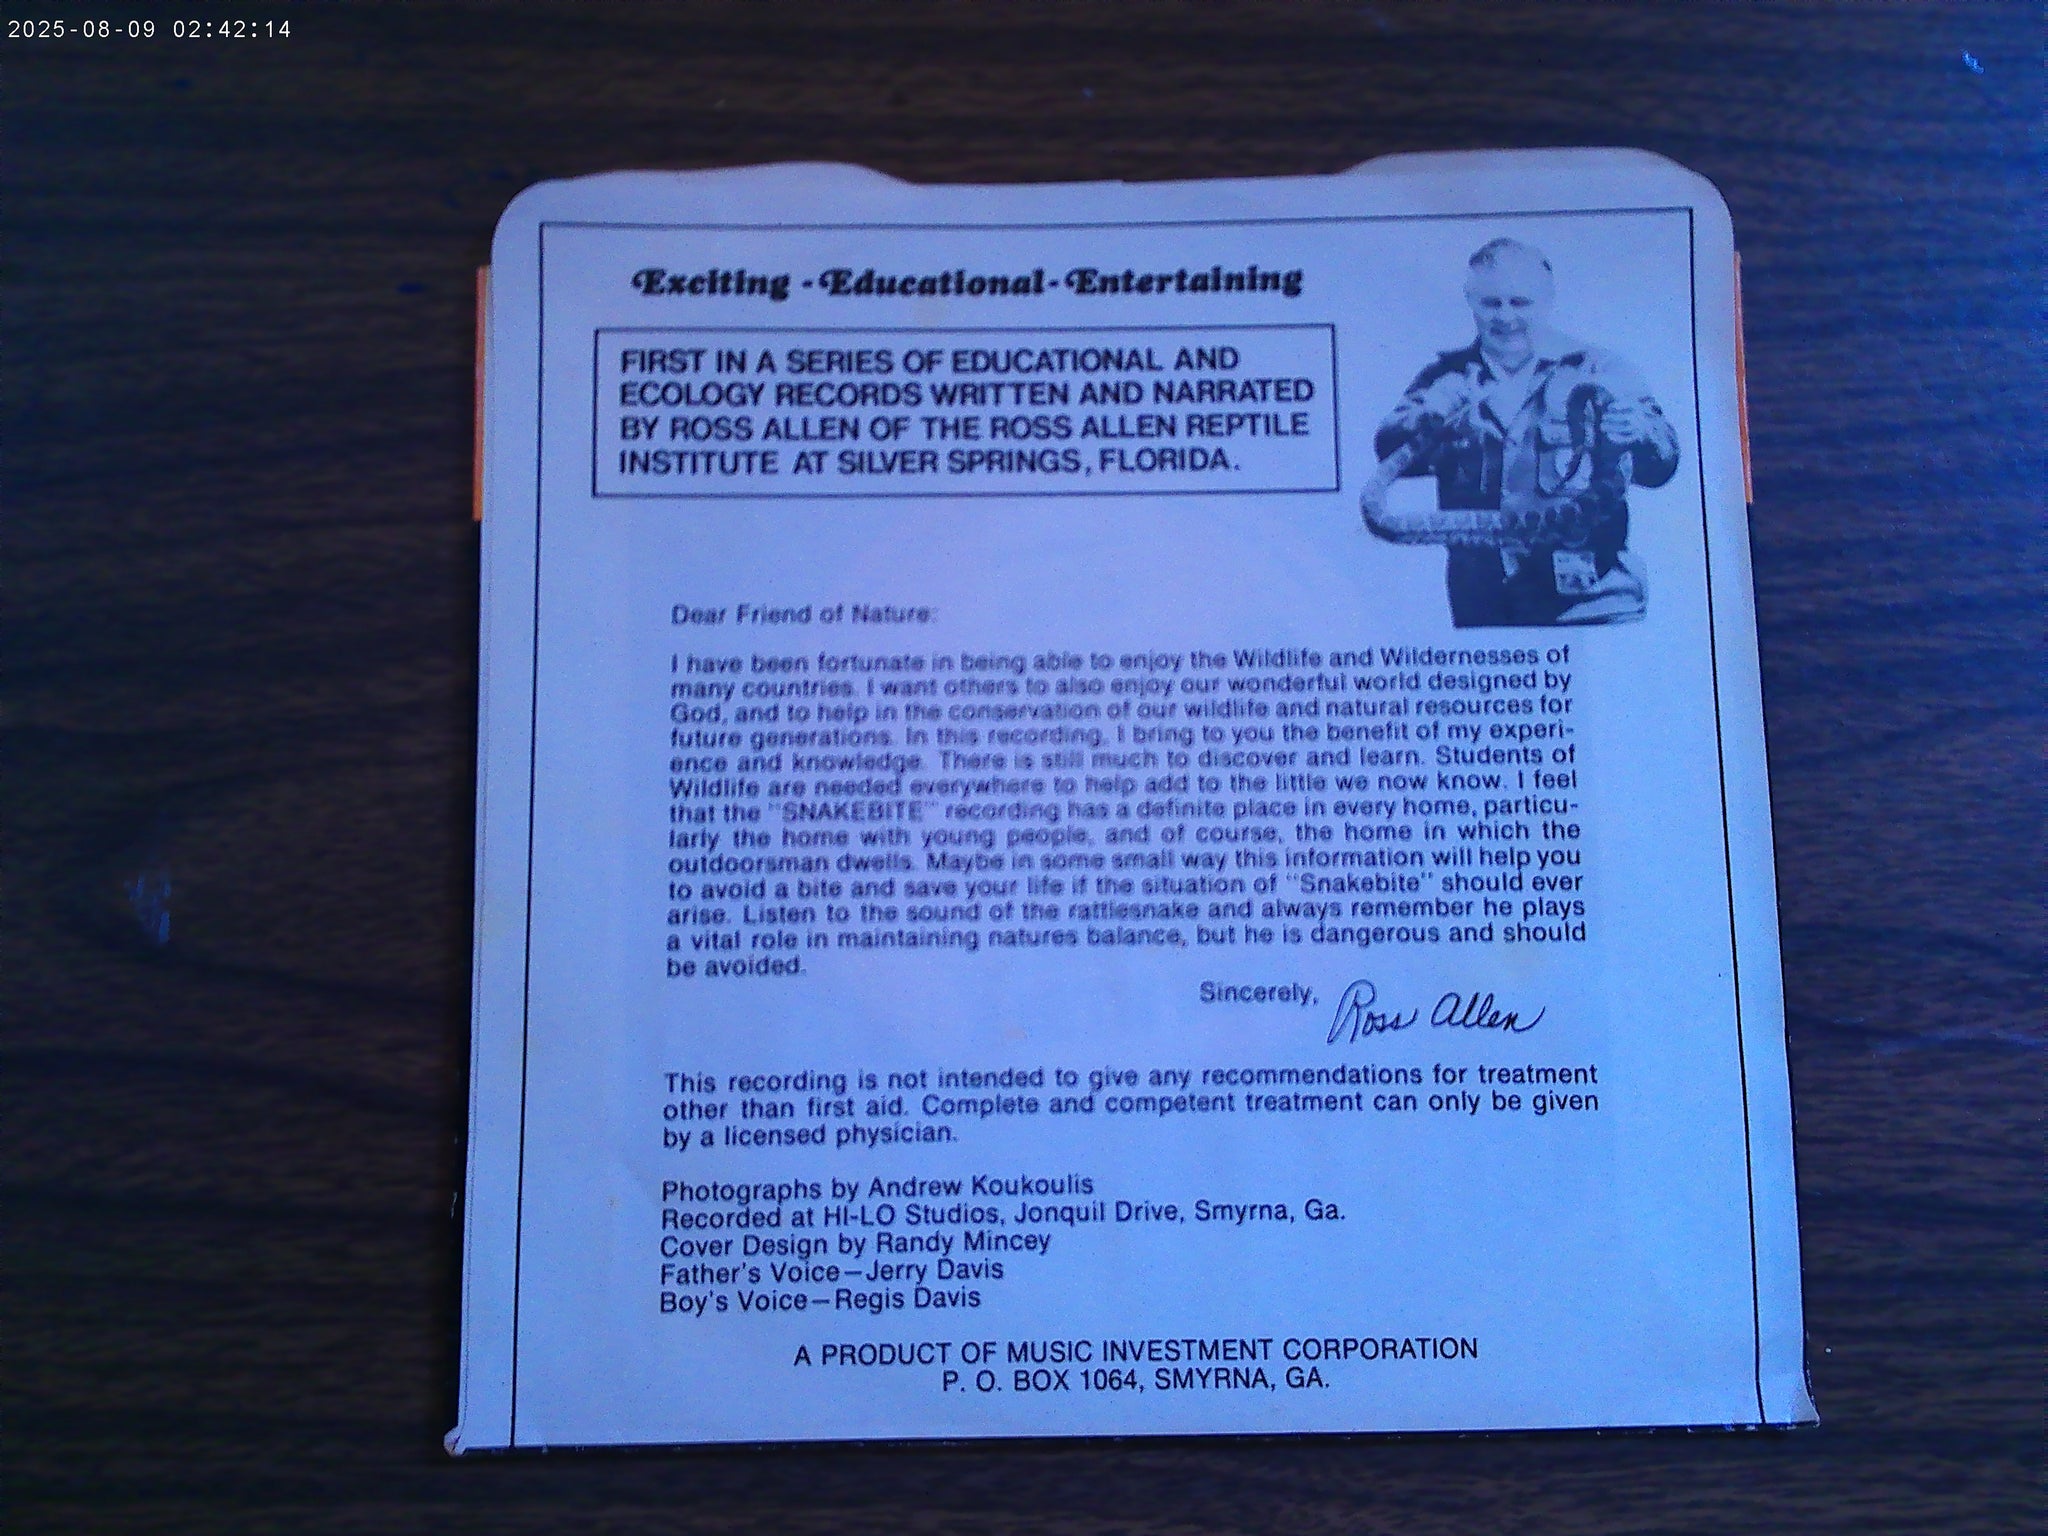 2025-08-09 02:42:14
Exciting - Educational - Entertaining
FIRST IN A SERIES OF EDUCATIONAL AND
ECOLOGY RECORDS WRITTEN AND NARRATED
BY ROSS ALLEN OF THE ROSS ALLEN REPTILE
INSTITUTE AT SILVER SPRINGS, FLORIDA.
Dear Friend of Nature:
I have been fortunate in being able to enjoy the Wildlife and Wildernesses of
many countries. I want others to also enjoy our wonderful world designed by
God, and to help in the conservation of our wildlife and natural resources for
future generations. In this recording, I bring to you the benefit of my experi-
ence and knowledge. There is still much to discover and learn. Students of
Wildlife are needed everywhere to help add to the little we now know. I feel
that the "SNAKEBITE" recording has a definite place in every home, particu-
larly the home with young people, and of course, the home in which the
outdoorsman dwells. Maybe in some small way this information will help you
to avoid a bite and save your life if the situation of "Snakebite" should ever
arise. Listen to the sound of the rattlesnake and always remember he plays
a vital role in maintaining natures balance, but he is dangerous and should
be avoided.
Sincerely, Ross Allen
This recording is not intended to give any recommendations for treatment
other than first aid. Complete and competent treatment can only be given
by a licensed physician.
Photographs by Andrew Koukoulis
Recorded at HI-LO Studios, Jonquil Drive, Smyrna, Ga.
Cover Design by Randy Mincey
Father's Voice—Jerry Davis
Boy's Voice—Regis Davis
A PRODUCT OF MUSIC INVESTMENT CORPORATION
P. O. BOX 1064, SMYRNA, GA.